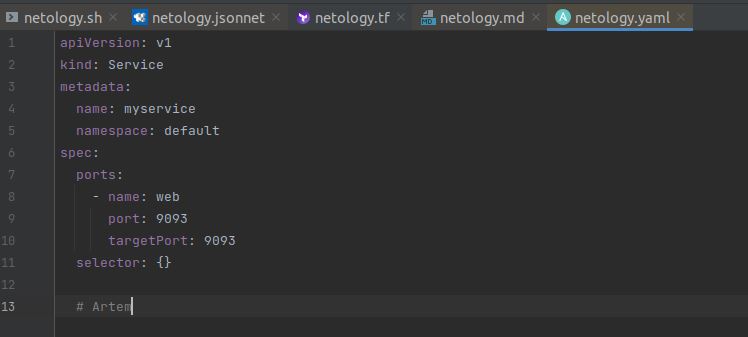 netology.sh × netology.jsonnet × netology.tf × MD netology.md × A netology.yaml ×
1 apiVersion: v1
2 kind: Service
3 metadata:
4   name: myservice
5   namespace: default
6 spec:
7   ports:
8     - name: web
9       port: 9093
10       targetPort: 9093
11   selector: {}
12
13   # Artem